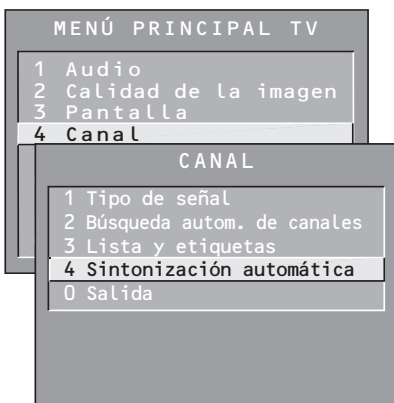 MENÚ PRINCIPAL TV
1 Audio
2 Calidad de la imagen
3 Pantalla
4 Canal
CANAL
1 Tipo de señal
2 Búsqueda autom. de canales
3 Lista y etiquetas
4 Sintonización automática
0 Salida